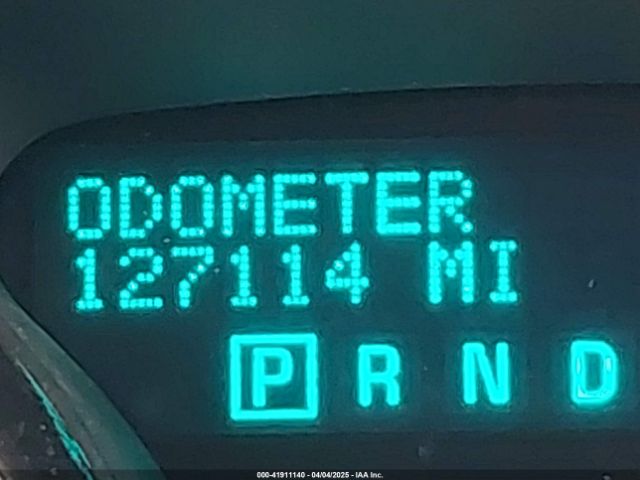 ODOMETER
127114 MI
P R N D
000-41911140 - 04/04/2025 - IAA Inc.